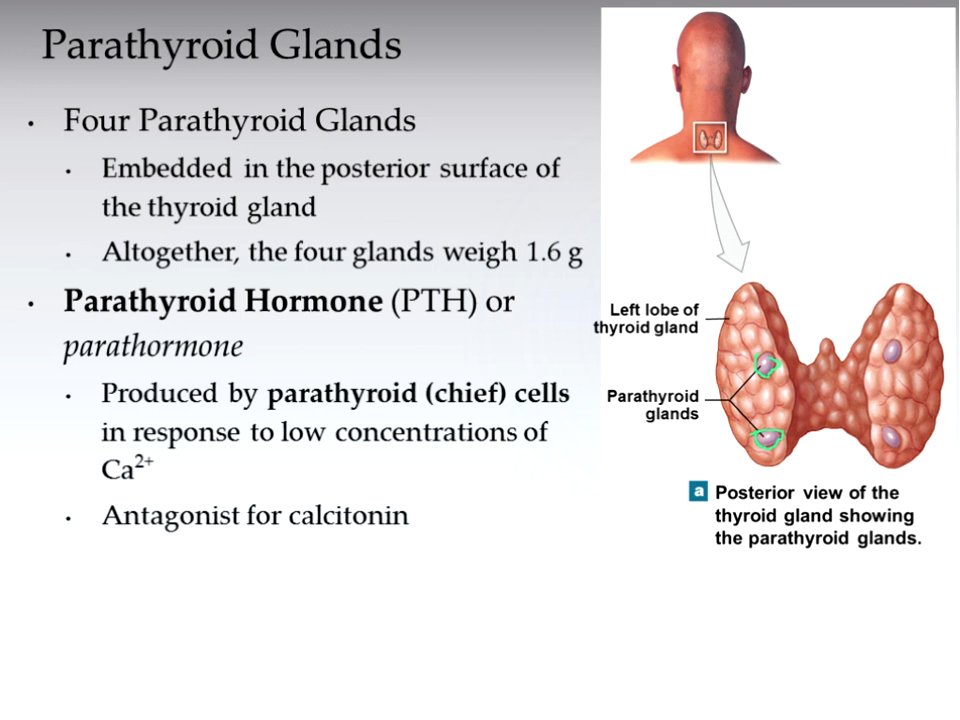 Parathyroid Glands
• Four Parathyroid Glands
• Embedded in the posterior surface of
the thyroid gland
• Altogether, the four glands weigh 1.6 g
• Parathyroid Hormone (PTH) or
parathormone
• Produced by parathyroid (chief) cells
in response to low concentrations of
Ca²⁺
• Antagonist for calcitonin
Left lobe of
thyroid gland
Parathyroid
glands
a Posterior view of the
thyroid gland showing
the parathyroid glands.